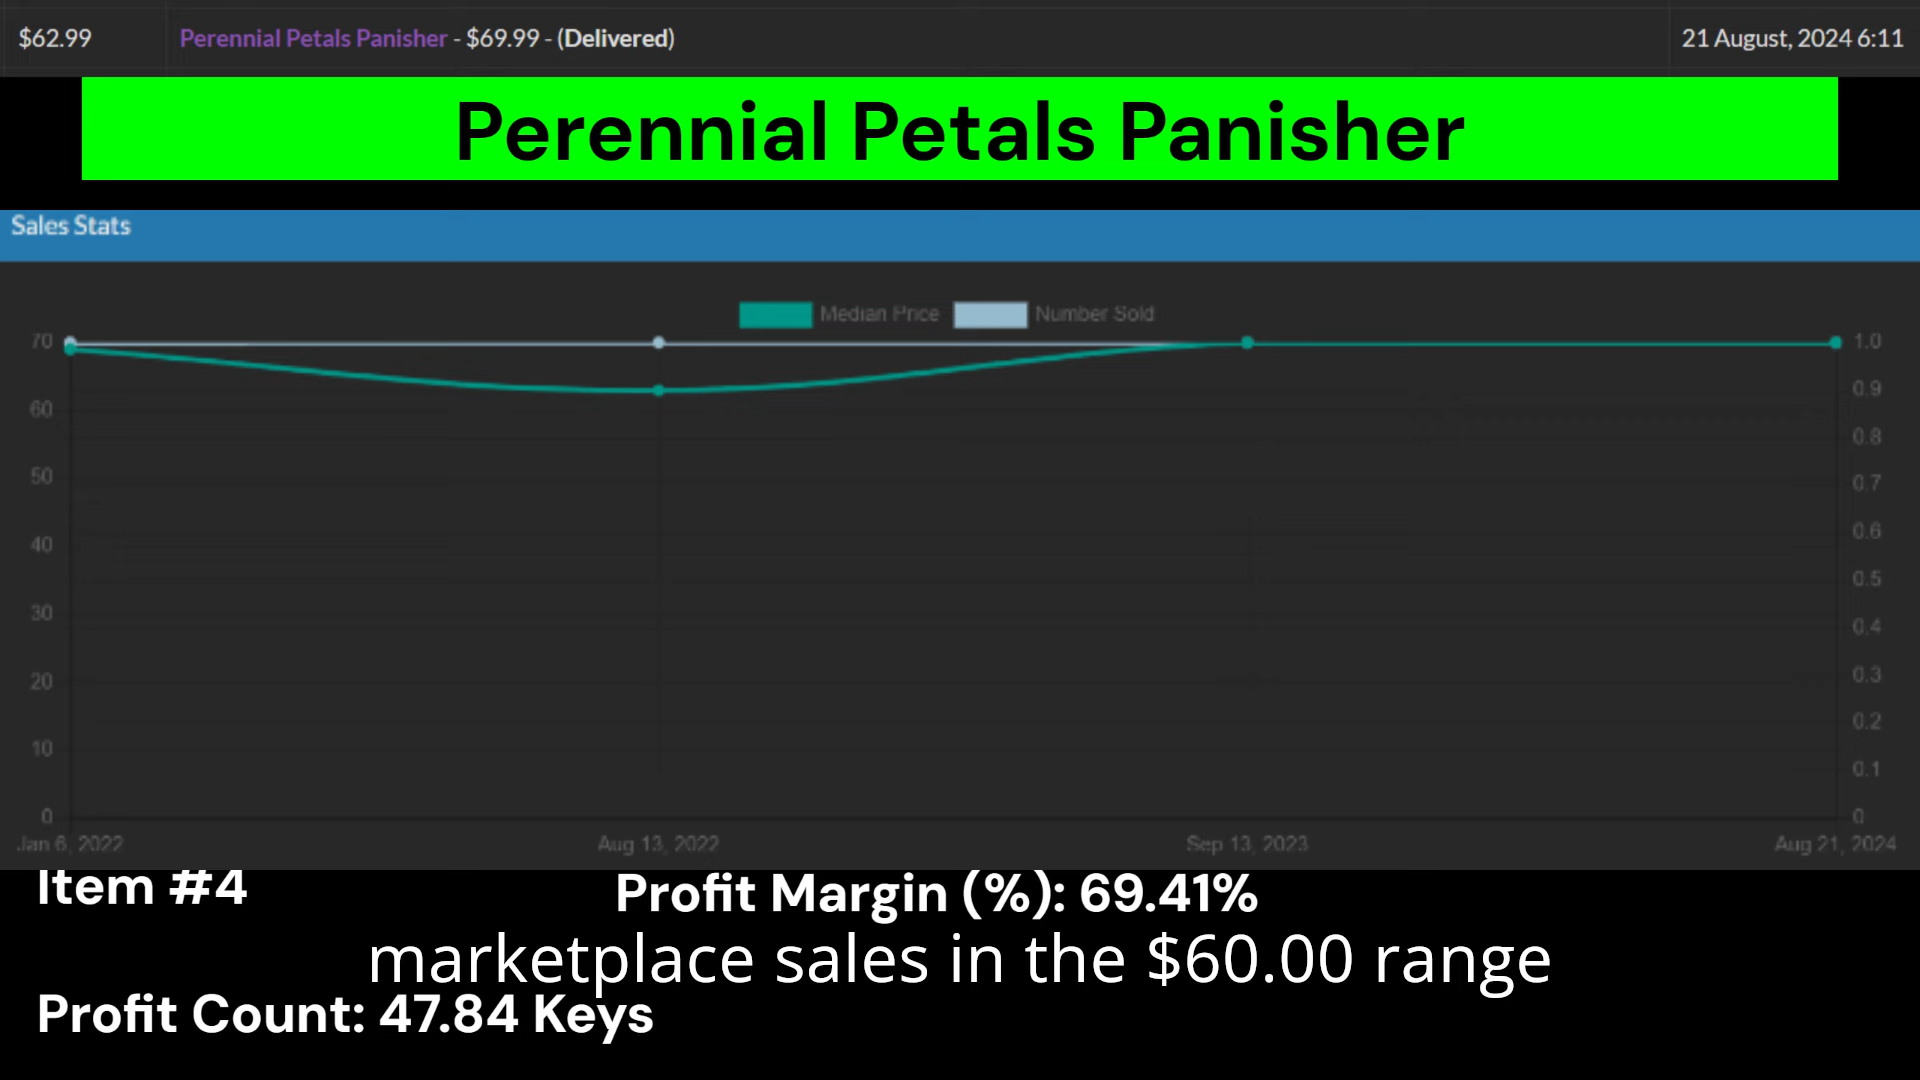 $62.99 Perennial Petals Panisher - $69.99 - (Delivered) 21 August, 2024 6:11
Perennial Petals Panisher
Sales Stats
Median Price Number Sold
70 1.0
60 0.9
0.8
50 0.7
40 0.6
0.5
30 0.4
20 0.3
0.2
10 0.1
0 0
Jan 6, 2022 Aug 13, 2022 Sep 13, 2023 Aug 21, 2024
Item #4 Profit Margin (%): 69.41%
marketplace sales in the $60.00 range
Profit Count: 47.84 Keys